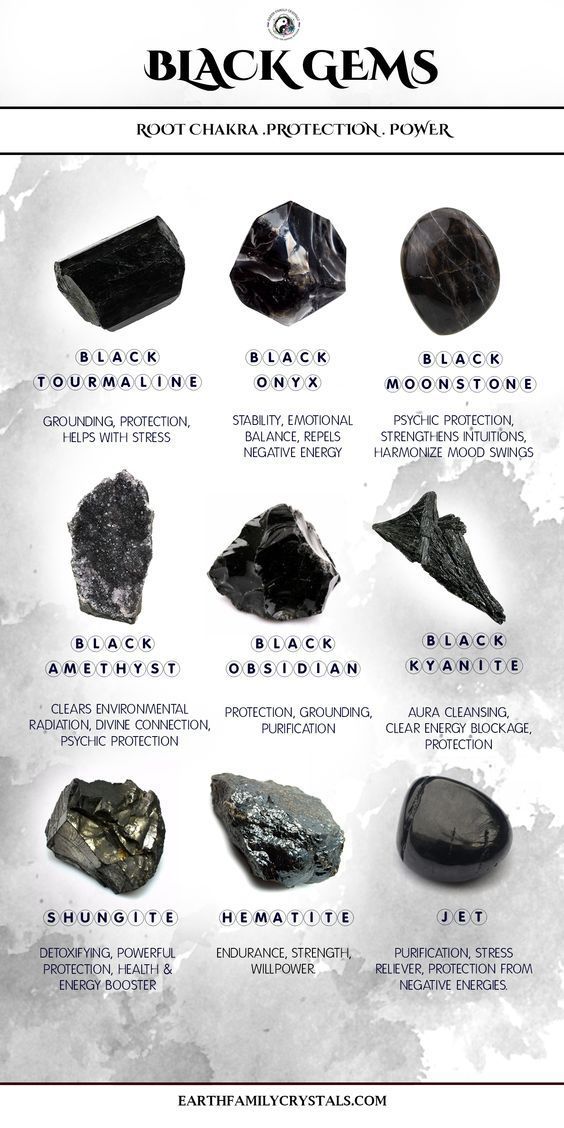 BLACK GEMS
ROOT CHAKRA .PROTECTION . POWER
BLACK
TOURMALINE
GROUNDING, PROTECTION,
HELPS WITH STRESS
BLACK
ONYX
STABILITY, EMOTIONAL
BALANCE, REPELS
NEGATIVE ENERGY
BLACK
MOONSTONE
PSYCHIC PROTECTION,
STRENGTHENS INTUITIONS,
HARMONIZE MOOD SWINGS
BLACK
AMETHYST
CLEARS ENVIRONMENTAL
RADIATION, DIVINE CONNECTION,
PSYCHIC PROTECTION
BLACK
OBSIDIAN
PROTECTION, GROUNDING,
PURIFICATION
BLACK
KYANITE
AURA CLEANSING,
CLEAR ENERGY BLOCKAGE,
PROTECTION
SHUNGITE
DETOXIFYING, POWERFUL
PROTECTION, HEALTH &
ENERGY BOOSTER
HEMATITE
ENDURANCE, STRENGTH,
WILLPOWER.
JET
PURIFICATION, STRESS
RELIEVER, PROTECTION FROM
NEGATIVE ENERGIES.
EARTHFAMILYCRYSTALS.COM